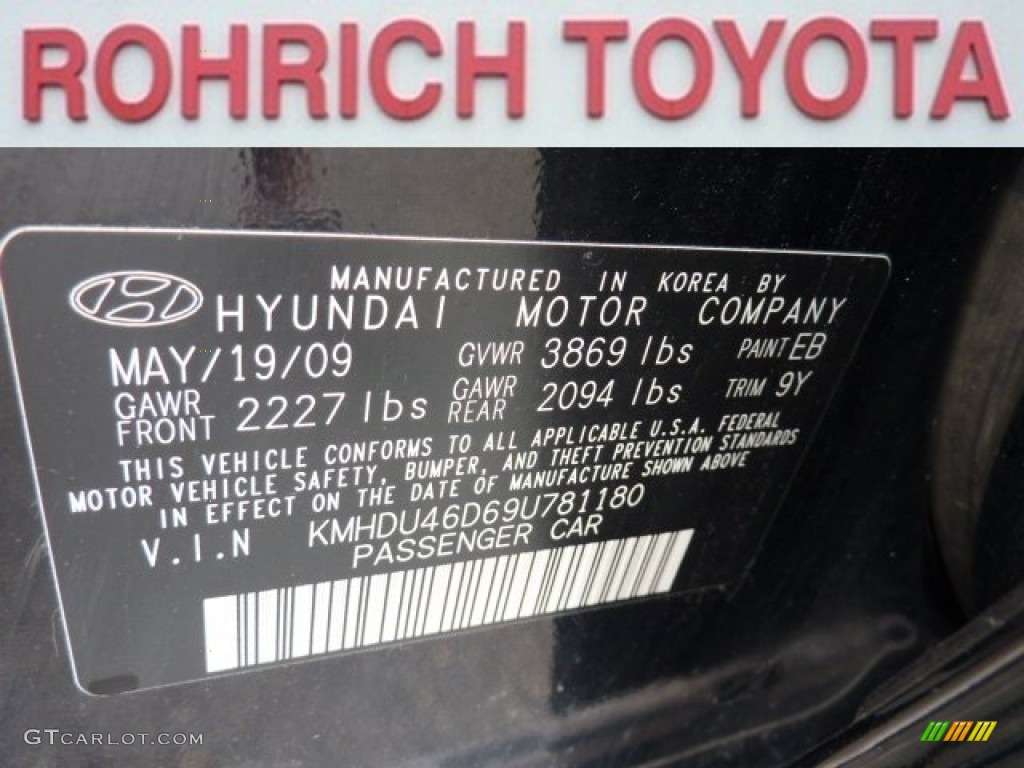 ROHRICH TOYOTA
MANUFACTURED IN KOREA BY
HYUNDAI MOTOR COMPANY
MAY/19/09 GVWR 3869 lbs PAINT EB
GAWR FRONT 2227 lbs GAWR REAR 2094 lbs TRIM 9Y
THIS VEHICLE CONFORMS TO ALL APPLICABLE U.S.A. FEDERAL
MOTOR VEHICLE SAFETY, BUMPER, AND THEFT PREVENTION STANDARDS
IN EFFECT ON THE DATE OF MANUFACTURE SHOWN ABOVE
V.I.N KMHDU46D69U781180
PASSENGER CAR
GTCARLOT.COM